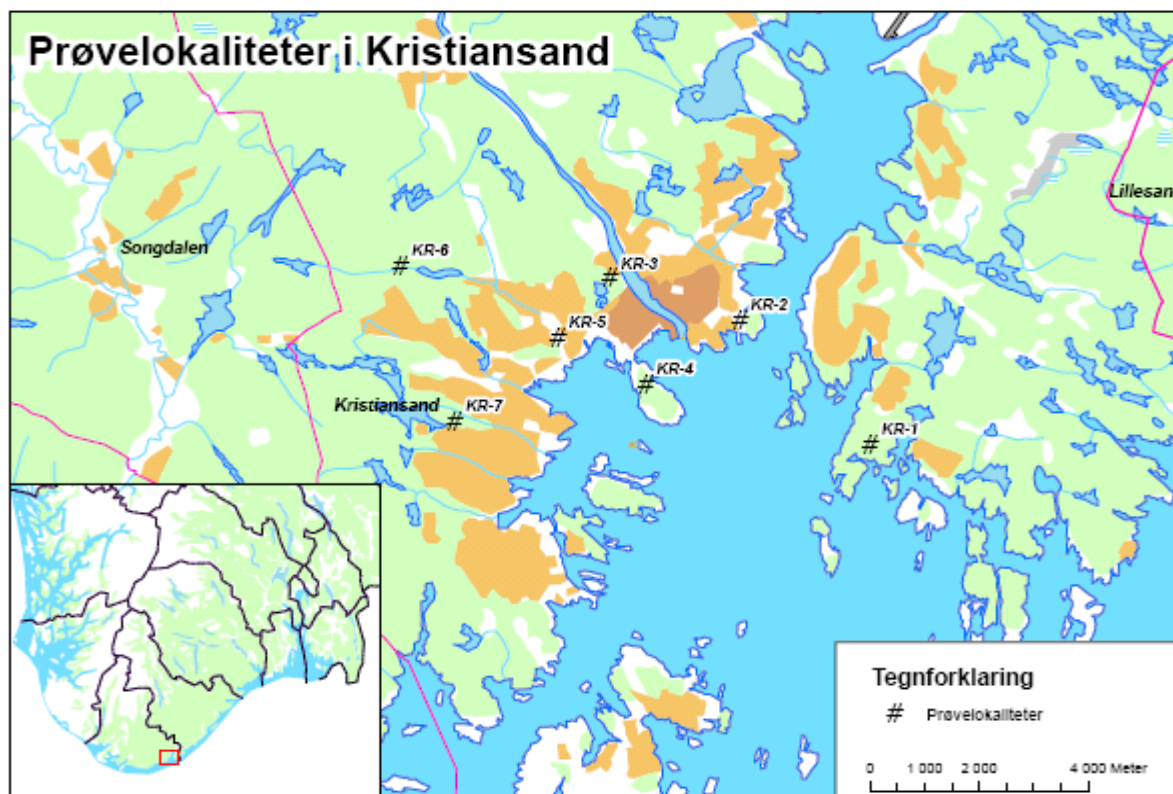 Prøvelokaliteter i Kristiansand
Lillesan
Songdalen
KR-6
KR-3
KR-2
KR-5
KR-4
Kristiansand
KR-7
KR-1
Tegnforklaring
# Prøvelokaliteter
0 1 000 2 000 4 000 Meter